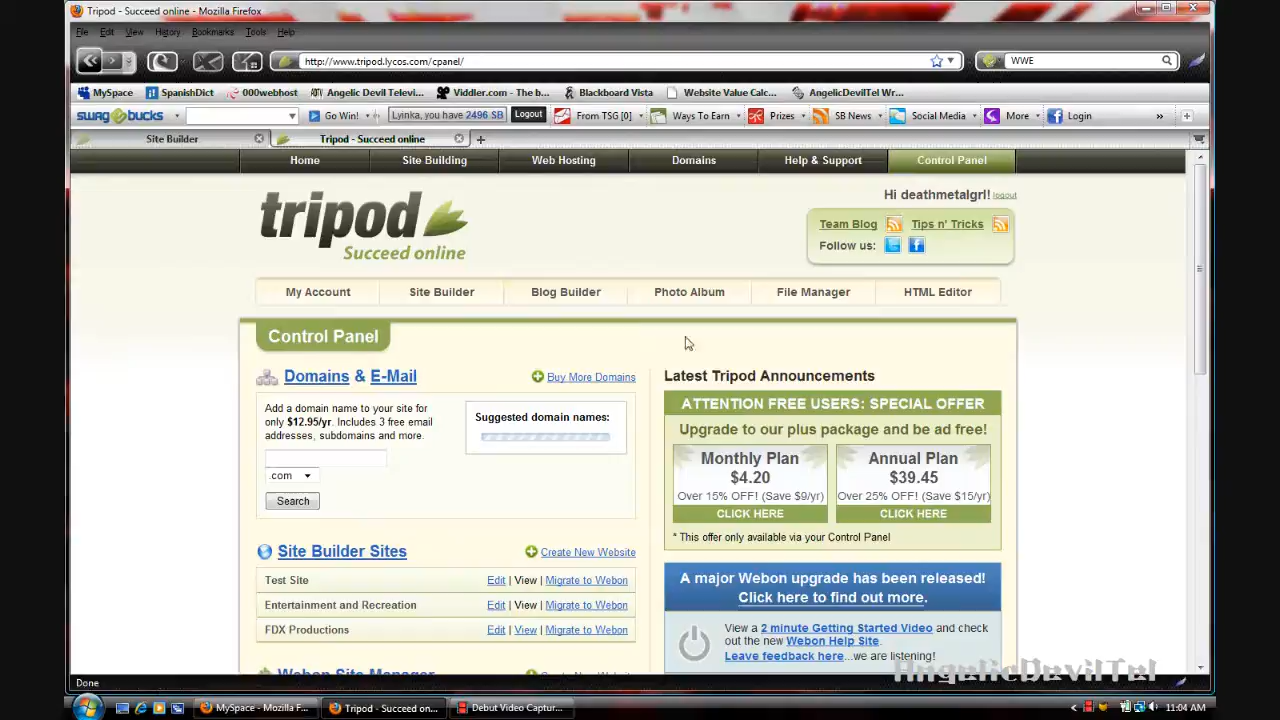 Tripod - Succeed online - Mozilla Firefox
File Edit View History Bookmarks Tools Help
http://www.tripod.lycos.com/cpanel/
WWE
MySpace SpanishDict 000webhost Angelic Devil Televi... Viddler.com - The b... Blackboard Vista Website Value Calc... AngelicDevilTel Wr...
swagbucks Go Win! Lyinka, you have 2496 SB Logout From TSG [0] Ways To Earn Prizes SB News Social Media More Login »
Site Builder Tripod - Succeed online
Home Site Building Web Hosting Domains Help & Support Control Panel
Hi deathmetalgrl! logout
tripod
Succeed online
Team Blog Tips n' Tricks
Follow us:
My Account Site Builder Blog Builder Photo Album File Manager HTML Editor
Control Panel
Domains & E-Mail Buy More Domains
Add a domain name to your site for
only $12.95/yr. Includes 3 free email
addresses, subdomains and more.
.com
Search
Suggested domain names:
Site Builder Sites Create New Website
Test Site Edit | View | Migrate to Webon
Entertainment and Recreation Edit | View | Migrate to Webon
FDX Productions Edit | View | Migrate to Webon
Webon Site Manager Create New Website
Latest Tripod Announcements
ATTENTION FREE USERS: SPECIAL OFFER
Upgrade to our plus package and be ad free!
Monthly Plan
$4.20
Over 15% OFF! (Save $9/yr)
CLICK HERE
Annual Plan
$39.45
Over 25% OFF! (Save $15/yr)
CLICK HERE
* This offer only available via your Control Panel
A major Webon upgrade has been released!
Click here to find out more.
View a 2 minute Getting Started Video and check
out the new Webon Help Site.
Leave feedback here...we are listening!
AngelicDevilTel
Done
MySpace - Mozilla F... Tripod - Succeed on... Debut Video Captur... 11:04 AM